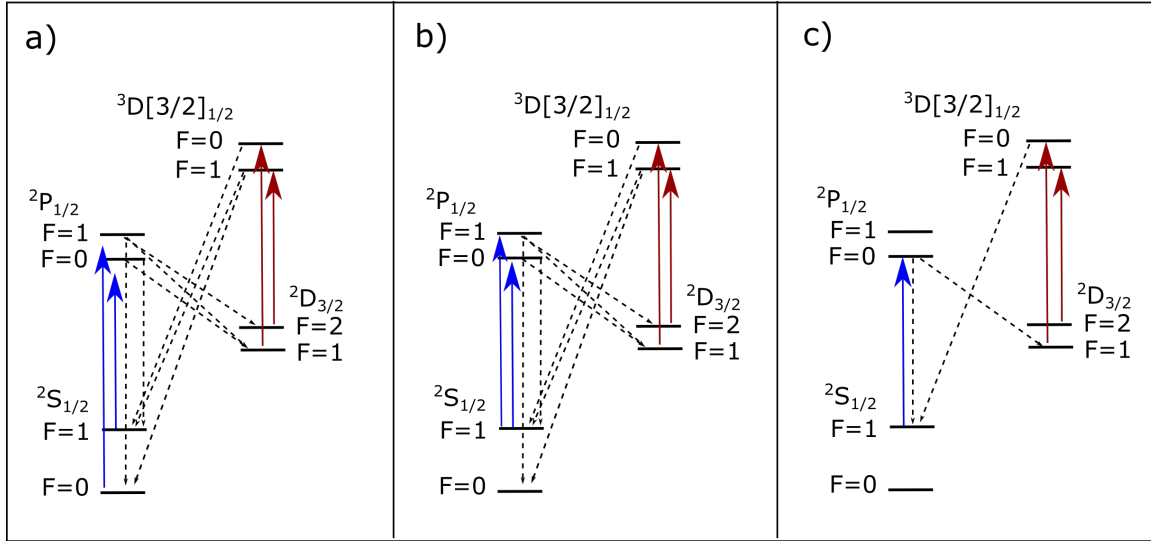 a)
³D[3/2]₁/₂
F=0
F=1
²P₁/₂
F=1
F=0
²D₃/₂
F=2
F=1
²S₁/₂
F=1
F=0
b)
³D[3/2]₁/₂
F=0
F=1
²P₁/₂
F=1
F=0
²D₃/₂
F=2
F=1
²S₁/₂
F=1
F=0
c)
³D[3/2]₁/₂
F=0
F=1
²P₁/₂
F=1
F=0
²D₃/₂
F=2
F=1
²S₁/₂
F=1
F=0